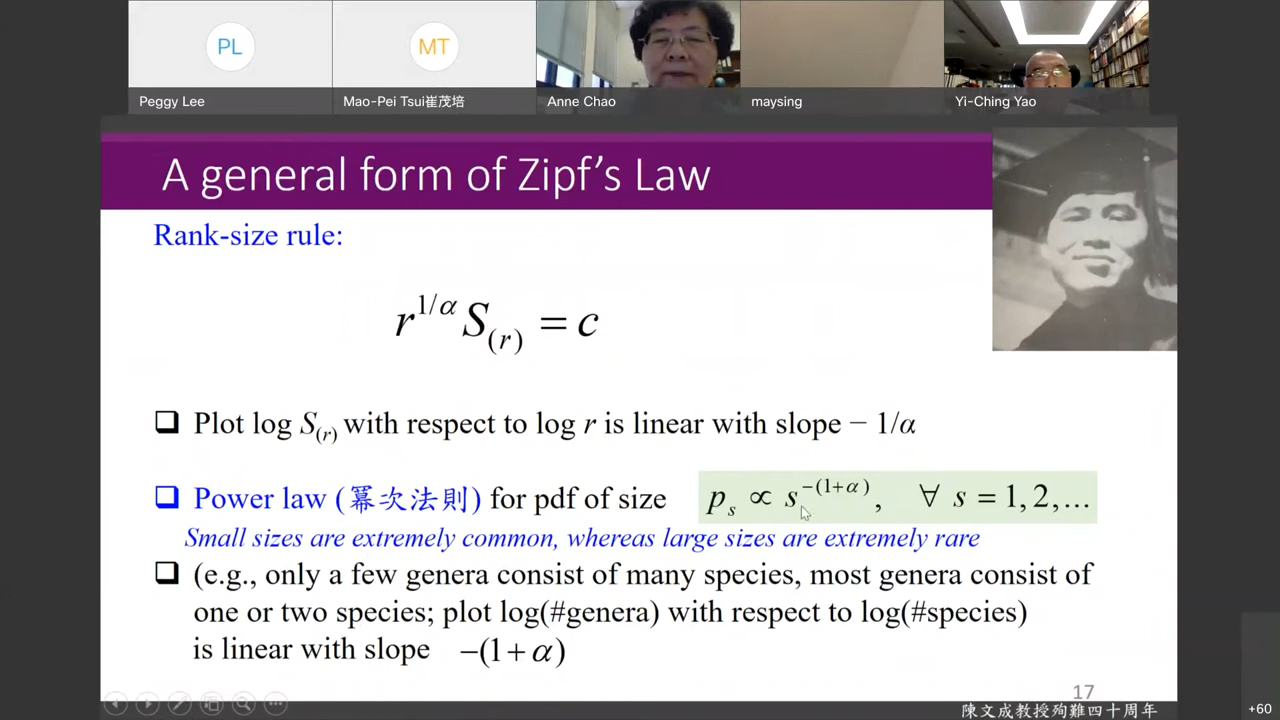 PL
MT
Peggy Lee
Mao-Pei Tsui崔茂培
Anne Chao
maysing
Yi-Ching Yao
A general form of Zipf’s Law
Rank-size rule:
r^{1/α} S_{(r)} = c
❑ Plot log S_{(r)} with respect to log r is linear with slope − 1/α
❑ Power law (冪次法則) for pdf of size p_s ∝ s^{−(1+α)}, ∀ s = 1, 2, ...
Small sizes are extremely common, whereas large sizes are extremely rare
❑ (e.g., only a few genera consist of many species, most genera consist of
one or two species; plot log(#genera) with respect to log(#species)
is linear with slope −(1+α)
17
陳文成教授殉難四十周年
+60